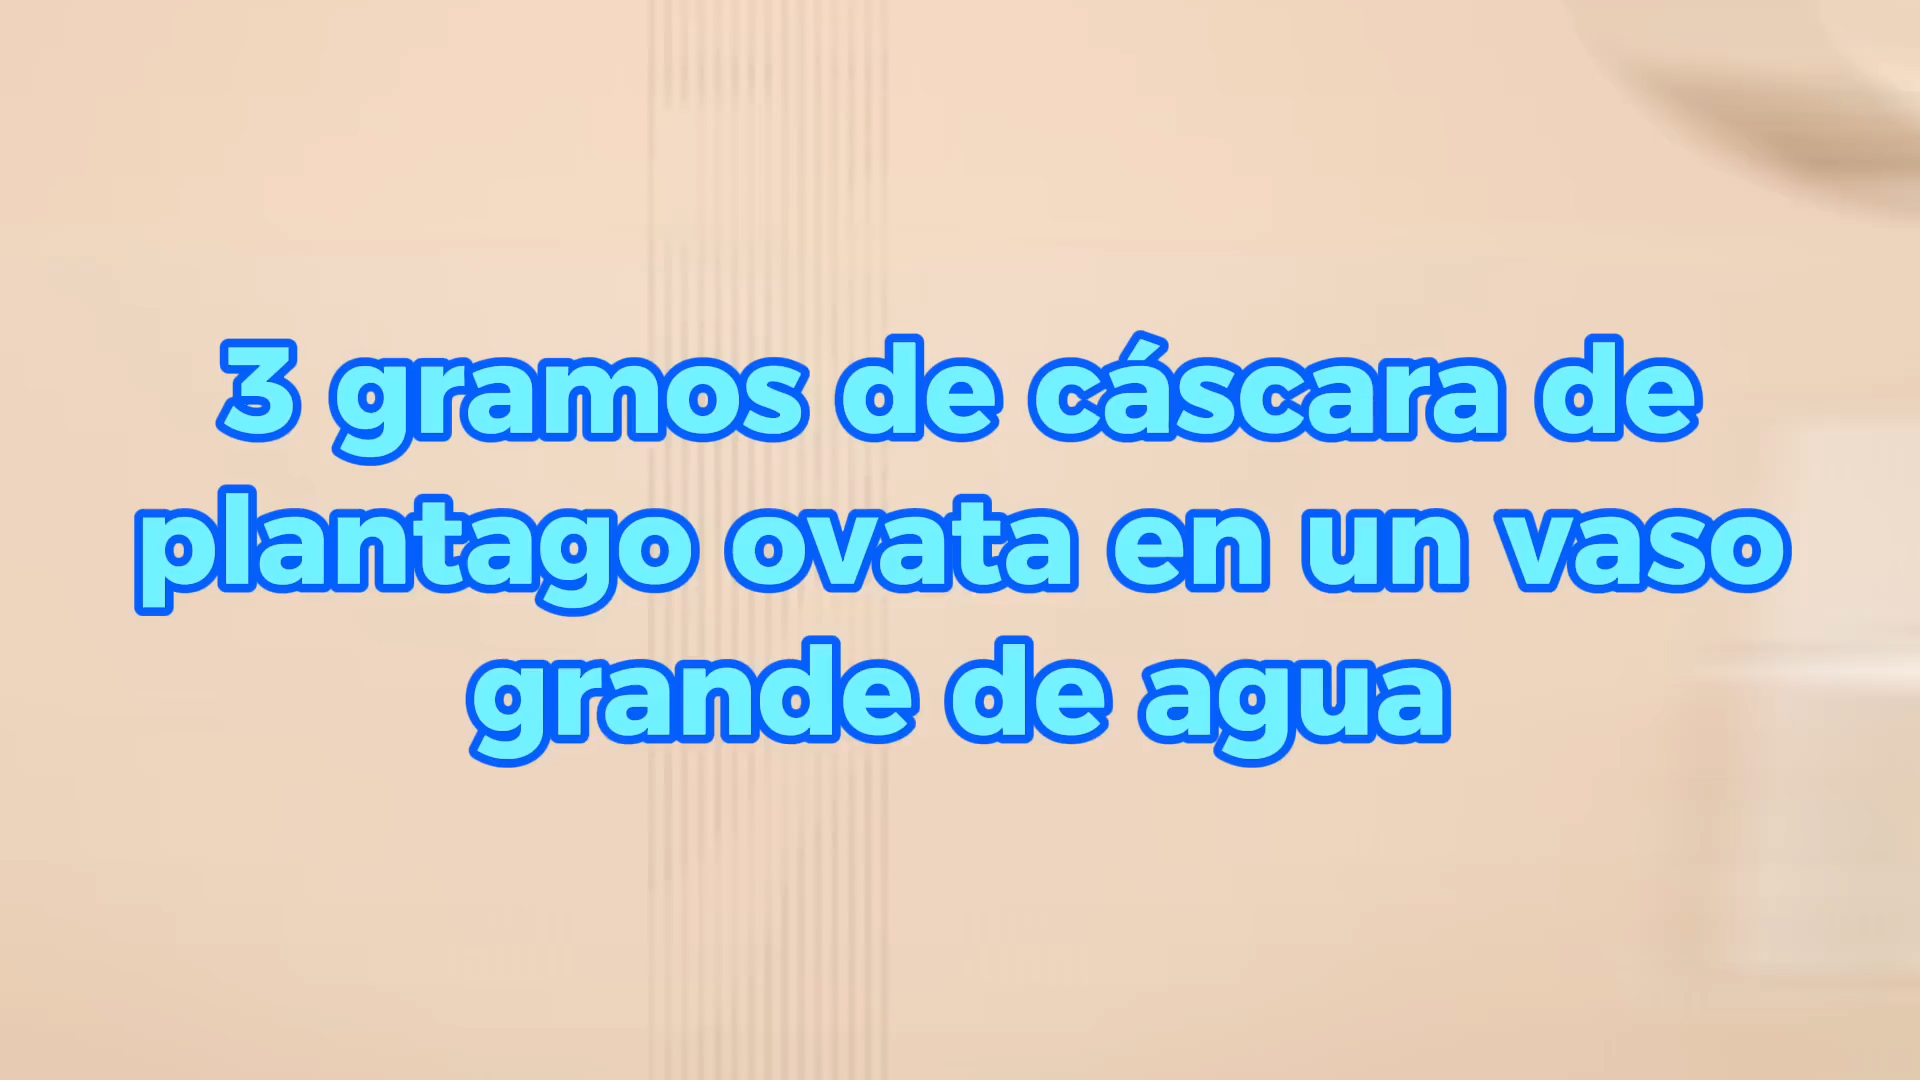 3 gramos de cáscara de
plantago ovata en un vaso
grande de agua